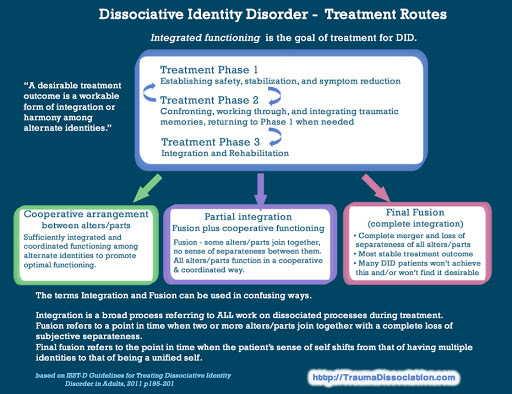 Dissociative Identity Disorder - Treatment Routes
Integrated functioning is the goal of treatment for DID.
"A desirable treatment
outcome is a workable
form of integration or
harmony among
alternate identities."
Treatment Phase 1
Establishing safety, stabilization, and symptom reduction
Treatment Phase 2
Confronting, working through, and integrating traumatic
memories, returning to Phase 1 when needed
Treatment Phase 3
Integration and Rehabilitation
Cooperative arrangement
between alters/parts
Sufficiently integrated and
coordinated functioning among
alternate identities to promote
optimal functioning.
Partial integration
Fusion plus cooperative functioning
Fusion - some alters/parts join together,
no sense of separateness between them.
All alters/parts function in a cooperative
& coordinated way.
Final Fusion
(complete integration)
• Complete merger and loss of
separateness of all alters/parts
• Most stable treatment outcome
• Many DID patients won't achieve
this and/or won't find it desirable
The terms Integration and Fusion can be used in confusing ways.
Integration is a broad process referring to ALL work on dissociated processes during treatment.
Fusion refers to a point in time when two or more alters/parts join together with a complete loss of
subjective separateness.
Final fusion refers to the point in time when the patient's sense of self shifts from that of having multiple
identities to that of being a unified self.
based on ISST-D Guidelines for Treating Dissociative Identity
Disorder in Adults, 2011 p195-201
http://TraumaDissociation.com